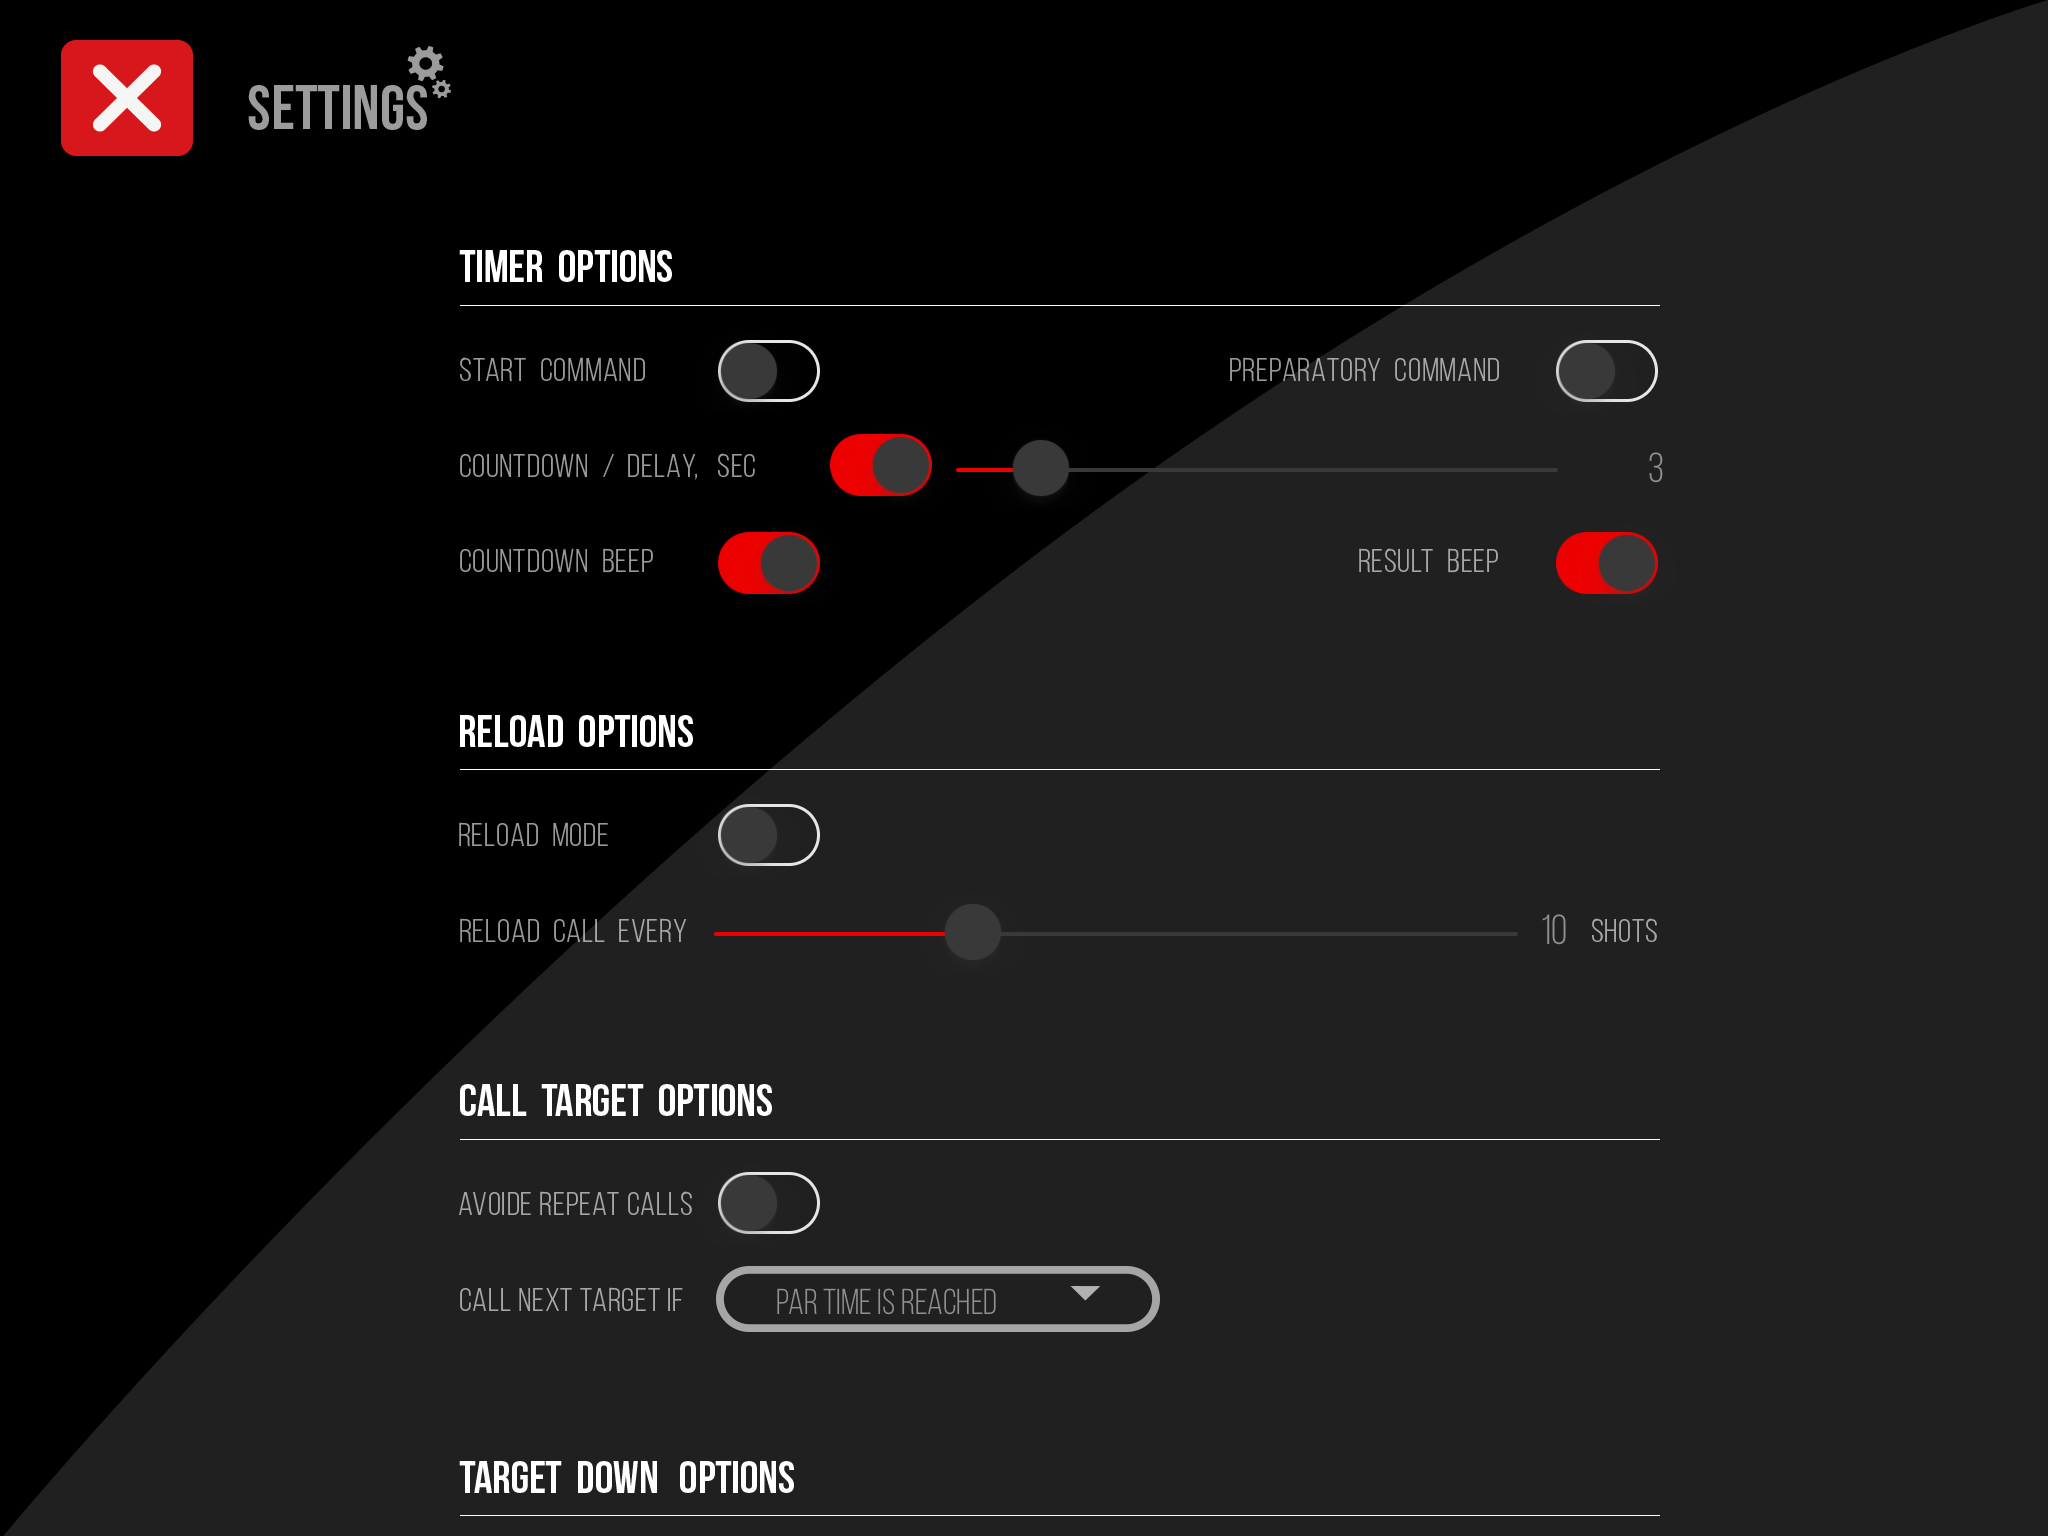 SETTINGS
TIMER OPTIONS
START COMMAND PREPARATORY COMMAND
COUNTDOWN / DELAY, SEC 3
COUNTDOWN BEEP RESULT BEEP
RELOAD OPTIONS
RELOAD MODE
RELOAD CALL EVERY 10 SHOTS
CALL TARGET OPTIONS
AVOIDE REPEAT CALLS
CALL NEXT TARGET IF PAR TIME IS REACHED
TARGET DOWN OPTIONS